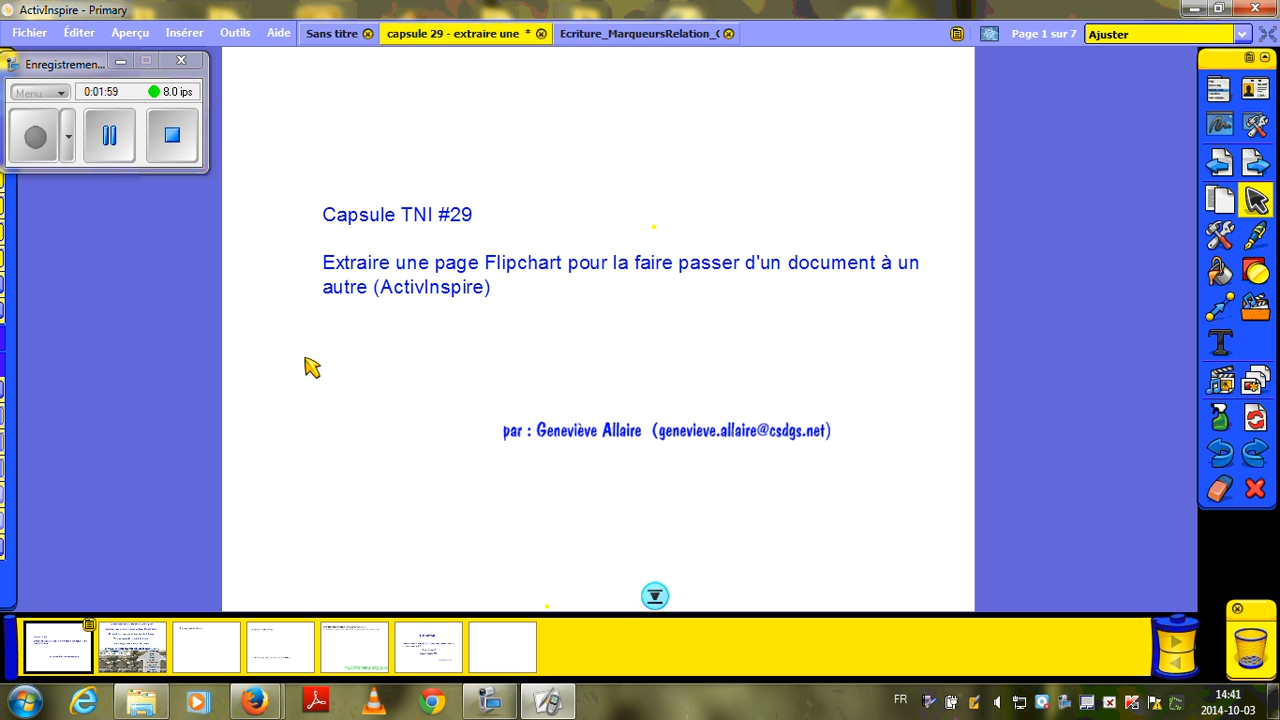 ActivInspire - Primary
Fichier Éditer Aperçu Insérer Outils Aide
Sans titre
capsule 29 - extraire une *
Ecriture_MarqueursRelation_
Page 1 sur 7
Ajuster
Enregistremen...
Menu
0:01:59
8.0 ips
Capsule TNI #29
Extraire une page Flipchart pour la faire passer d'un document à un
autre (ActivInspire)
par : Geneviève Allaire (genevieve.allaire@csdgs.net)
FR
14:41
2014-10-03